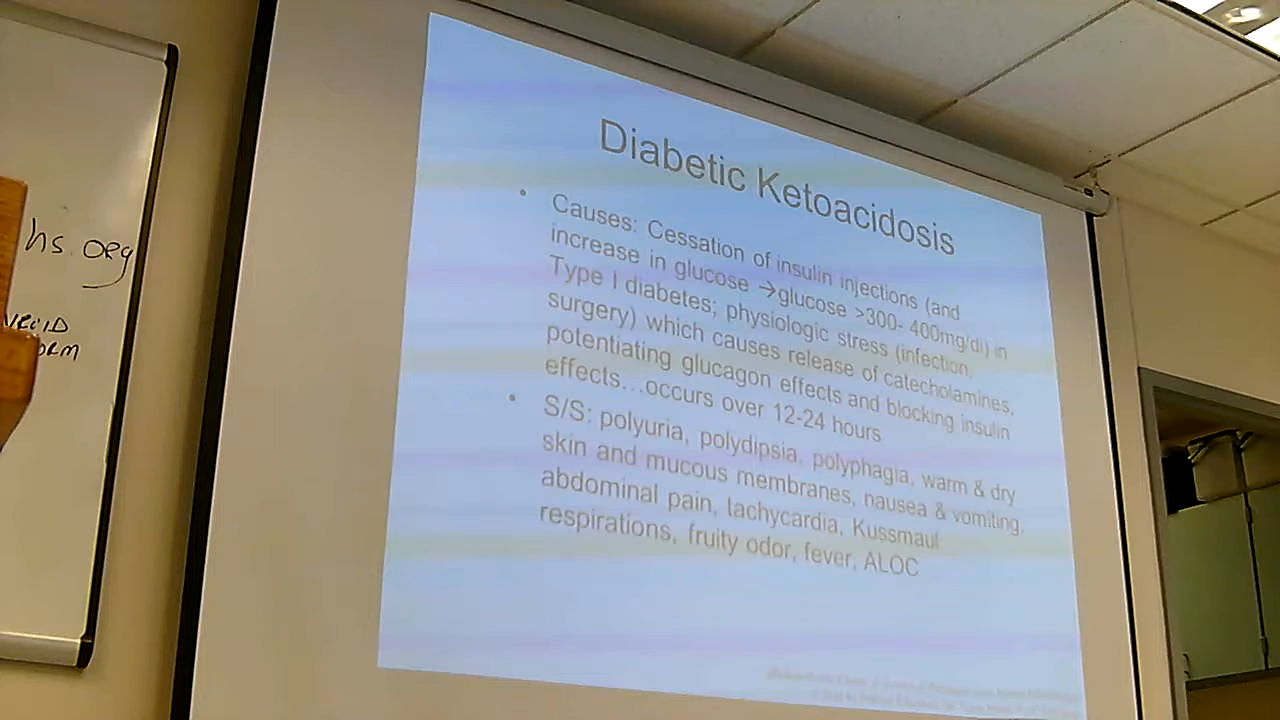 hs.org
ORM
Diabetic Ketoacidosis
• Causes: Cessation of insulin injections (and
increase in glucose →glucose >300- 400mg/dl) in
Type I diabetes; physiologic stress (infection,
surgery) which causes release of catecholamines,
potentiating glucagon effects and blocking insulin
effects…occurs over 12-24 hours
• S/S: polyuria, polydipsia, polyphagia, warm & dry
skin and mucous membranes, nausea & vomiting,
abdominal pain, tachycardia, Kussmaul
respirations, fruity odor, fever, ALOC